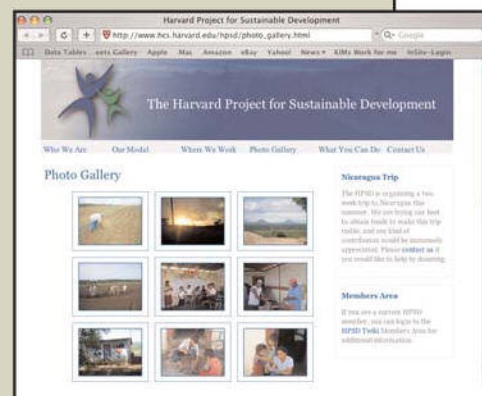 Harvard Project for Sustainable Development
http://www.hcs.harvard.edu/hpsd/photo_gallery.html
Google
Data Tables ...eets Gallery Apple Mac Amazon eBay Yahoo! News KIMs Work for me InSite-Login
The Harvard Project for Sustainable Development
Who We Are Our Model Where We Work Photo Gallery What You Can Do Contact Us
Photo Gallery
Nicaragua Trip
The HPSD is organizing a two
week trip to Nicaragua this
summer. We are trying our best
to obtain funds to make this trip
viable, and any kind of
contribution would be immensely
appreciated. Please contact us if
you would like to help by donating.
Members Area
If you are a current HPSD
member, you can login to the
HPSD Twiki Members Area for
additional information.